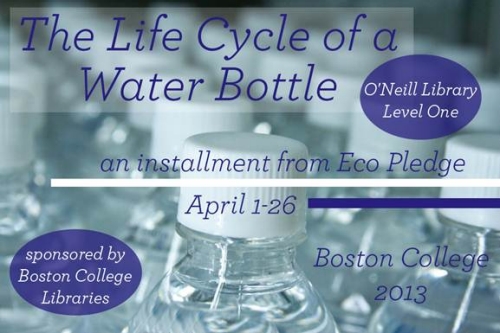 The Life Cycle of a
Water Bottle
O'Neill Library
Level One
an installment from Eco Pledge
April 1-26
sponsored by
Boston College
Libraries
Boston College
2013